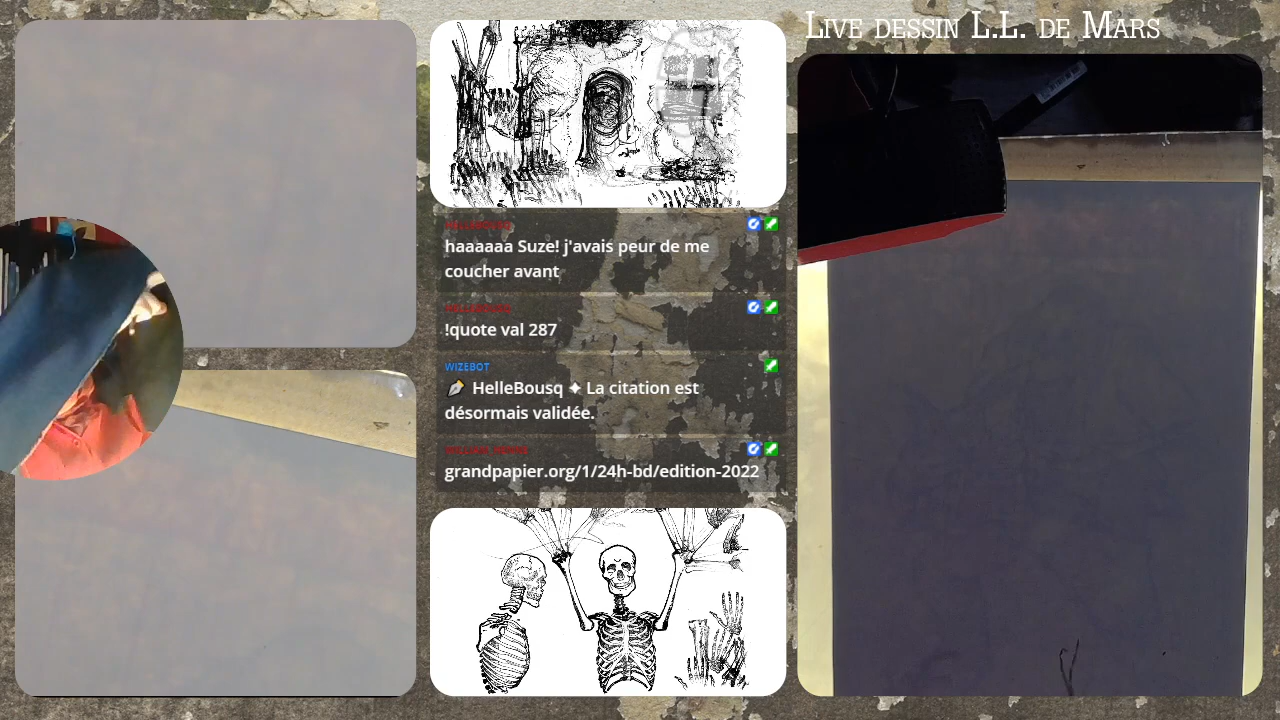 Live dessin L.L. de Mars
haaaaaa Suze! j'avais peur de me
coucher avant
!quote val 287
WIZEBOT
HelleBousq ✦ La citation est
désormais validée.
grandpapier.org/1/24h-bd/edition-2022